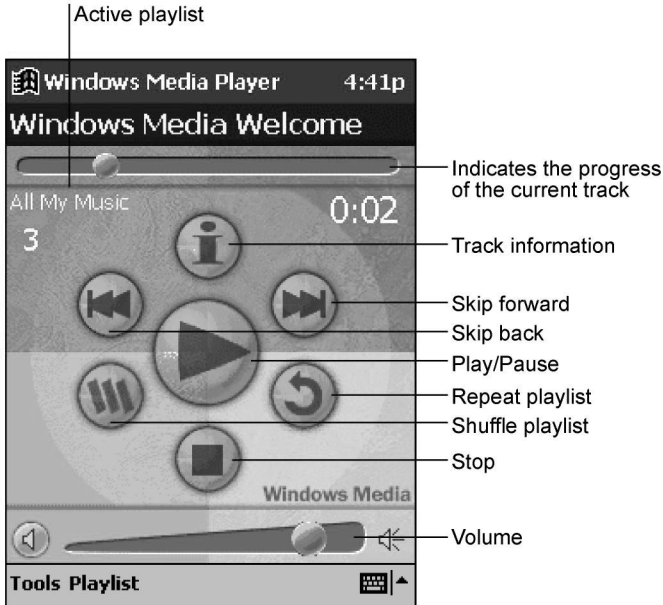 Active playlist
Windows Media Player 4:41p
Windows Media Welcome
Indicates the progress
of the current track
All My Music
0:02
3
Track information
Skip forward
Skip back
Play/Pause
Repeat playlist
Shuffle playlist
Stop
Windows Media
Volume
Tools Playlist